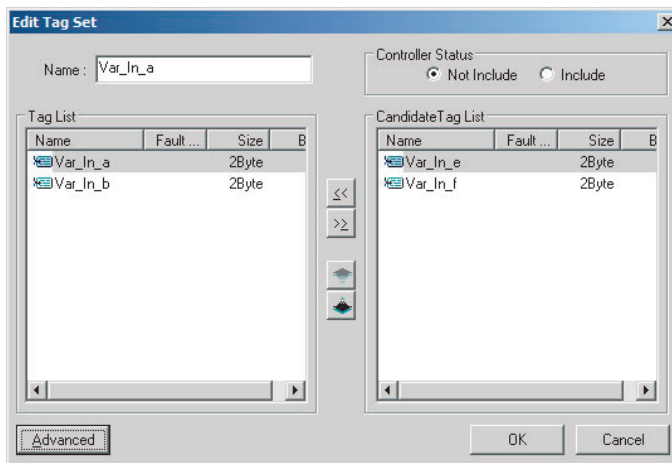 Edit Tag Set
Name : Var_In_a
Controller Status
Not Include Include
Tag List
Name Fault ... Size B
Var_In_a 2Byte
Var_In_b 2Byte
<<
>>
CandidateTag List
Name Fault ... Size B
Var_In_e 2Byte
Var_In_f 2Byte
Advanced
OK Cancel